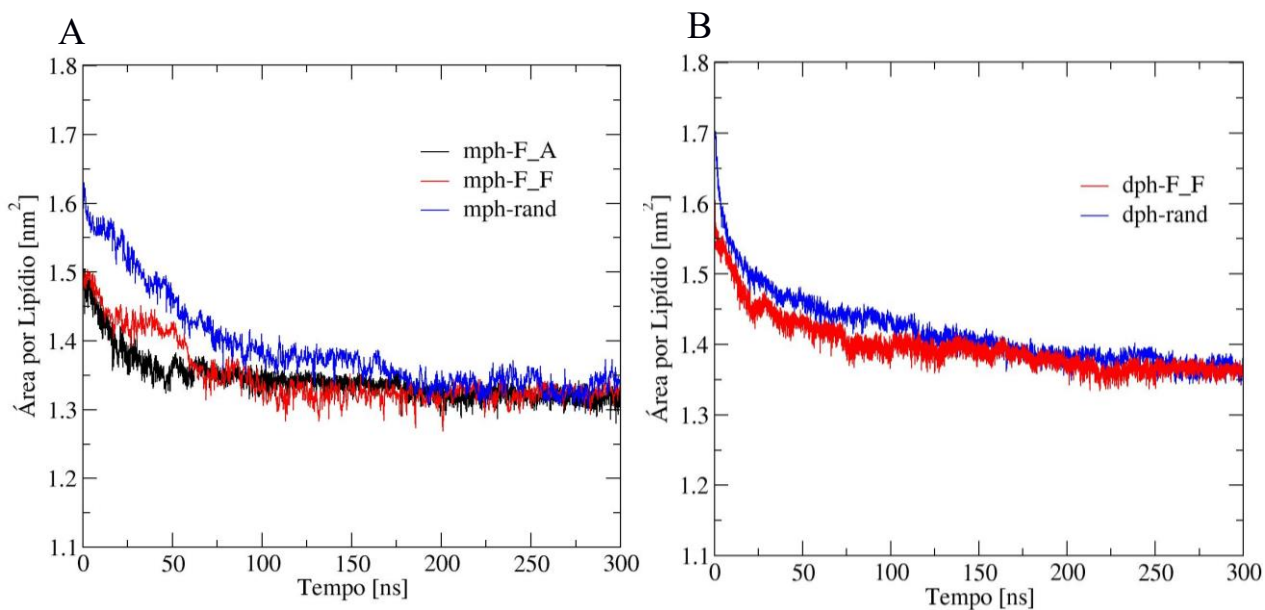 A
1.8
1.7
1.6
1.5
1.4
1.3
1.2
1.1
Área por Lipídio [nm²]
mph-F_A
mph-F_F
mph-rand
0 50 100 150 200 250 300
Tempo [ns]
B
1.8
1.7
1.6
1.5
1.4
1.3
1.2
1.1
Área por Lipídio [nm²]
dph-F_F
dph-rand
0 50 100 150 200 250 300
Tempo [ns]